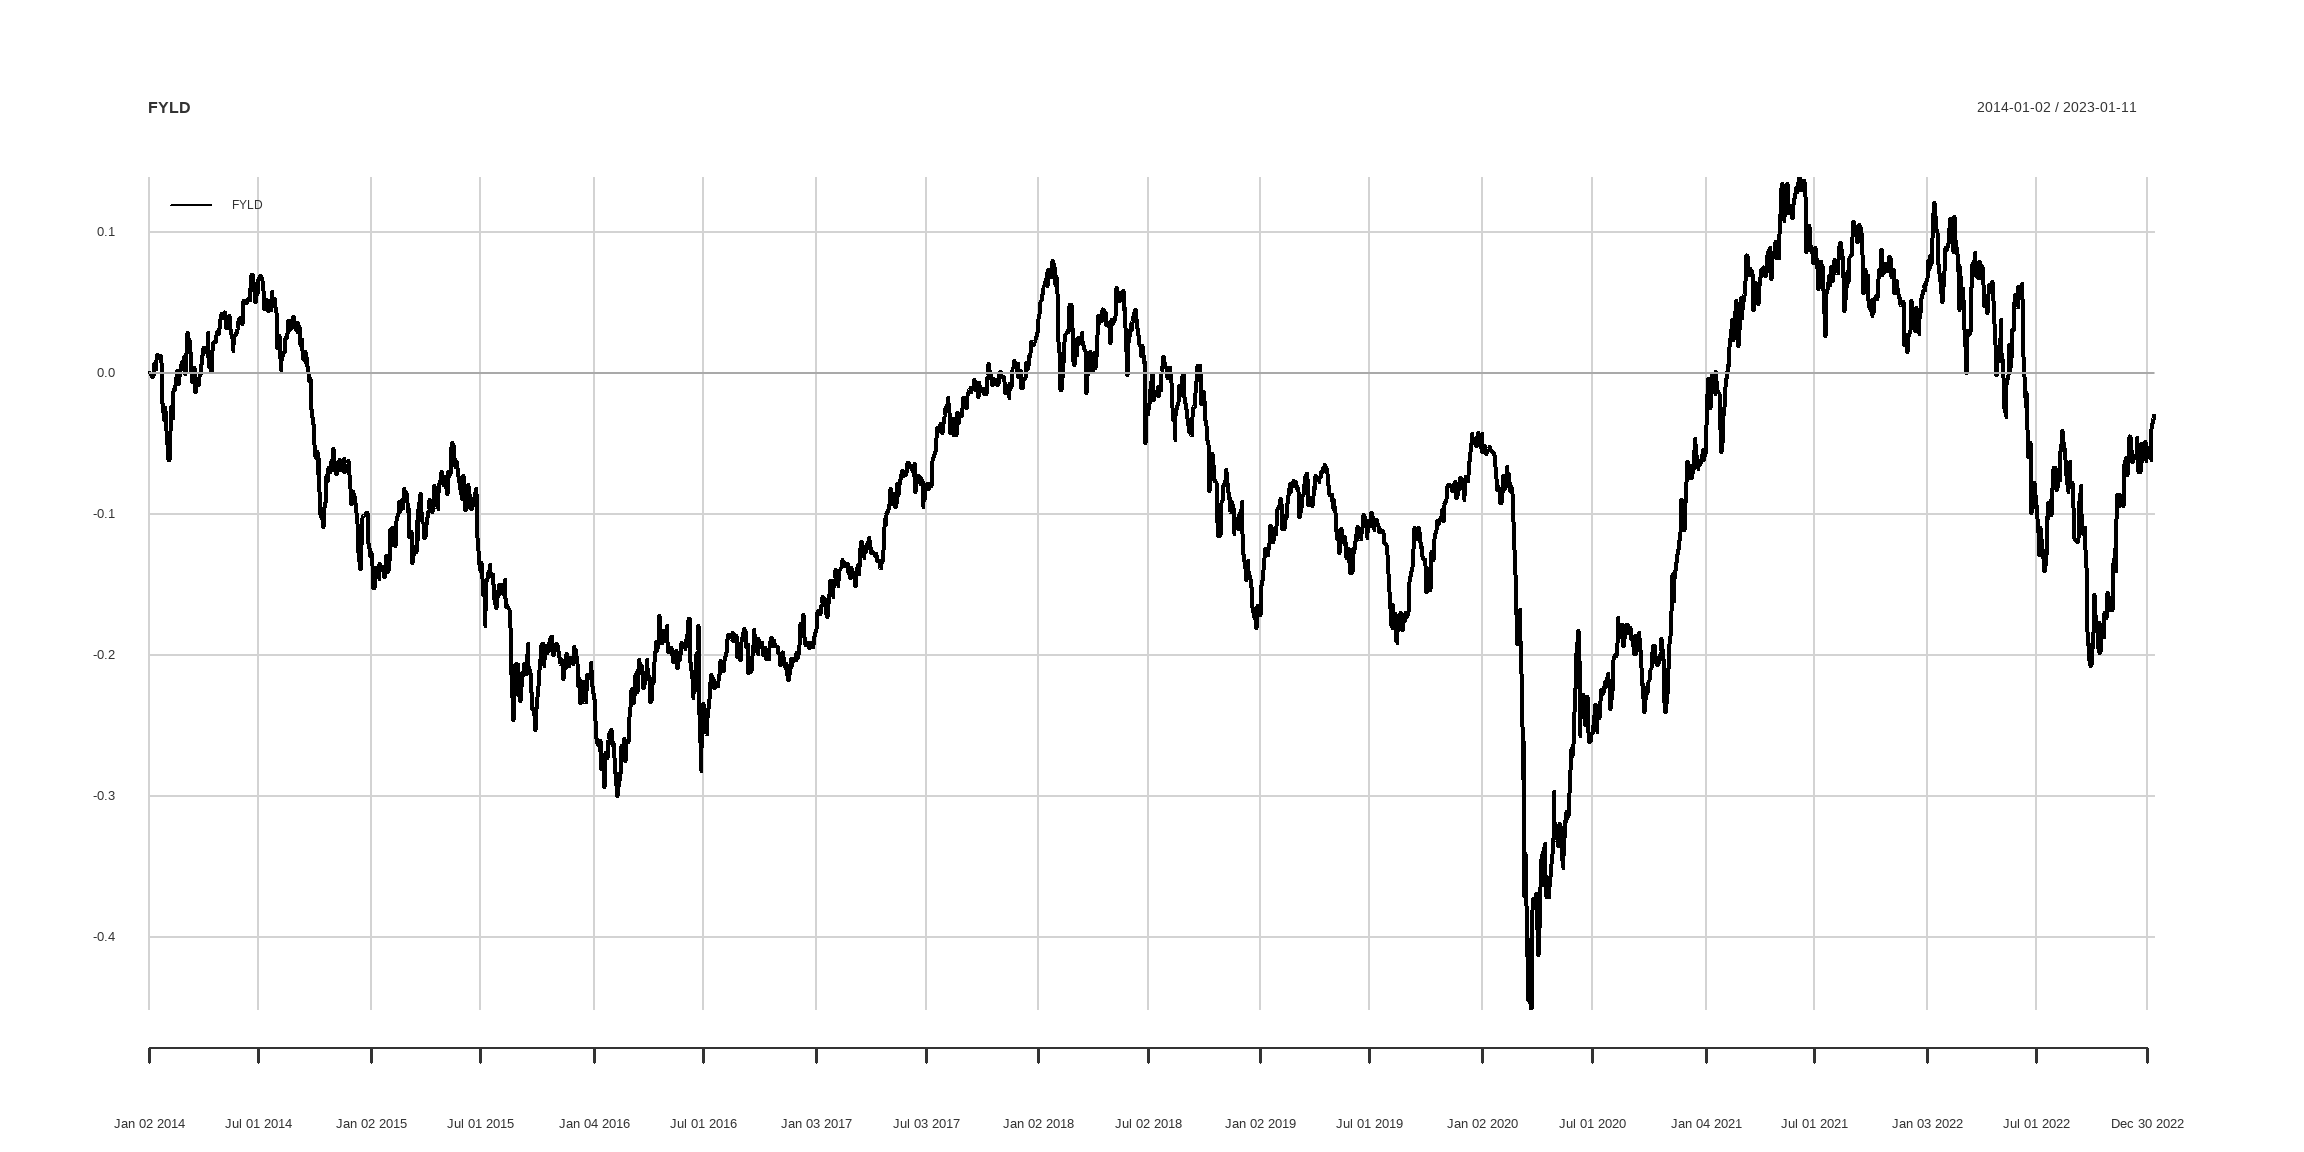 FYLD
2014-01-02 / 2023-01-11
FYLD
0.1
0.0
-0.1
-0.2
-0.3
-0.4
Jan 02 2014
Jul 01 2014
Jan 02 2015
Jul 01 2015
Jan 04 2016
Jul 01 2016
Jan 03 2017
Jul 03 2017
Jan 02 2018
Jul 02 2018
Jan 02 2019
Jul 01 2019
Jan 02 2020
Jul 01 2020
Jan 04 2021
Jul 01 2021
Jan 03 2022
Jul 01 2022
Dec 30 2022